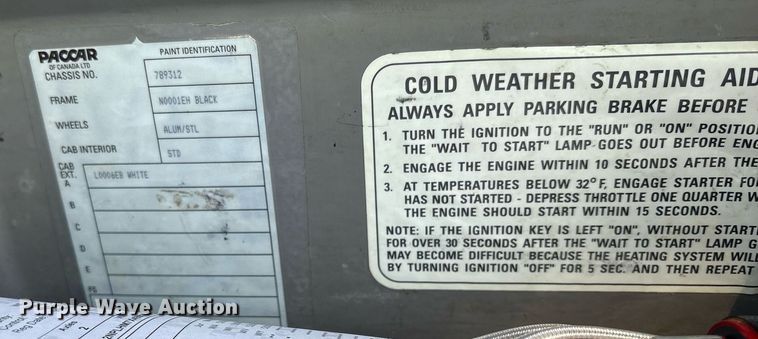 PACCAR
OF CANADA LTD
PAINT IDENTIFICATION
CHASSIS NO.
789312
FRAME
N0001EH BLACK
WHEELS
ALUM/STL
CAB INTERIOR
STD
CAB
EXT.
L0006EB WHITE
A
B
C
D
E
COLD WEATHER STARTING AID
ALWAYS APPLY PARKING BRAKE BEFORE
1. TURN THE IGNITION TO THE "RUN" OR "ON" POSITIO
THE "WAIT TO START" LAMP GOES OUT BEFORE ENG
2. ENGAGE THE ENGINE WITHIN 10 SECONDS AFTER THE
3. AT TEMPERATURES BELOW 32°F, ENGAGE STARTER FO
HAS NOT STARTED - DEPRESS THROTTLE ONE QUARTER W
THE ENGINE SHOULD START WITHIN 15 SECONDS.
NOTE: IF THE IGNITION KEY IS LEFT "ON", WITHOUT START
FOR OVER 30 SECONDS AFTER THE "WAIT TO START" LAMP G
MAY BECOME DIFFICULT BECAUSE THE HEATING SYSTEM WILL
BY TURNING IGNITION "OFF" FOR 5 SEC. AND THEN REPEAT
Purple Wave Auction